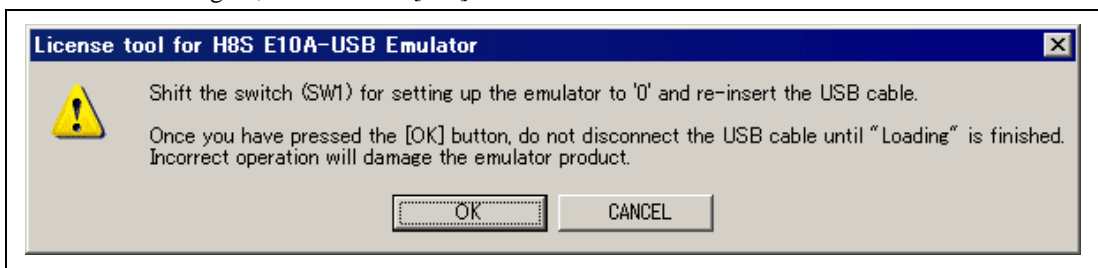 License tool for H8S E10A-USB Emulator
Shift the switch (SW1) for setting up the emulator to '0' and re-insert the USB cable.
Once you have pressed the [OK] button, do not disconnect the USB cable until "Loading" is finished.
Incorrect operation will damage the emulator product.
OK CANCEL